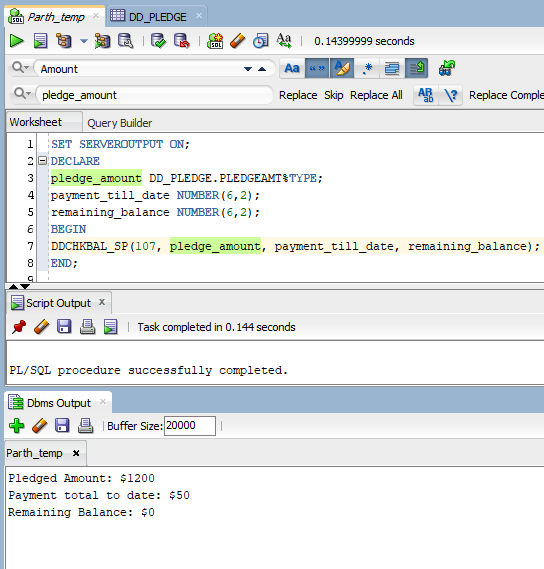 Parth_temp × DD_PLEDGE ×
SQL 0.14399999 seconds
Amount Aa “” .*
pledge_amount Replace Skip Replace All AB ab \? Replace Comple
Worksheet Query Builder
1 SET SERVEROUTPUT ON;
2 DECLARE
3 pledge_amount DD_PLEDGE.PLEDGEAMT%TYPE;
4 payment_till_date NUMBER(6,2);
5 remaining_balance NUMBER(6,2);
6 BEGIN
7 DDCHKBAL_SP(107, pledge_amount, payment_till_date, remaining_balance);
8 END;
9
Script Output ×
Task completed in 0.144 seconds
PL/SQL procedure successfully completed.
Dbms Output ×
Buffer Size: 20000
Parth_temp ×
Pledged Amount: $1200
Payment total to date: $50
Remaining Balance: $0